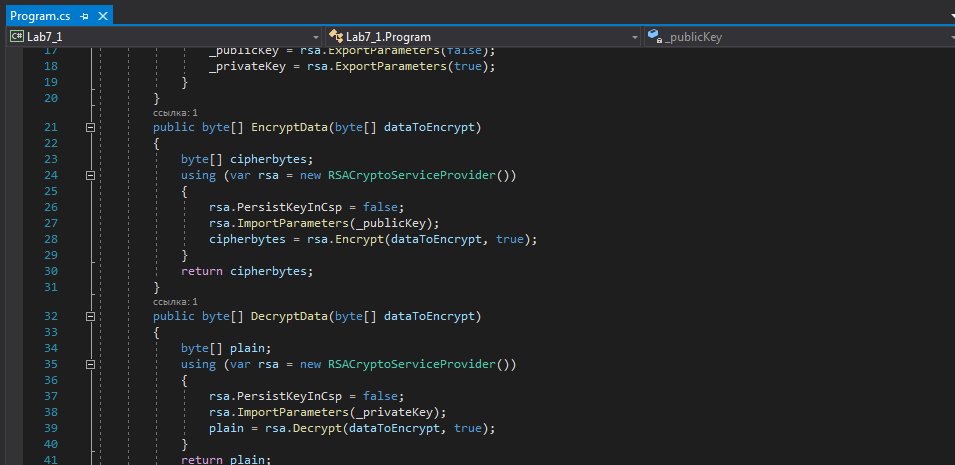 Program.cs
Lab7_1 Lab7_1.Program _publicKey
17 _publicKey = rsa.ExportParameters(false);
18 _privateKey = rsa.ExportParameters(true);
19 }
20 }
ссылка: 1
21 public byte[] EncryptData(byte[] dataToEncrypt)
22 {
23 byte[] cipherbytes;
24 using (var rsa = new RSACryptoServiceProvider())
25 {
26 rsa.PersistKeyInCsp = false;
27 rsa.ImportParameters(_publicKey);
28 cipherbytes = rsa.Encrypt(dataToEncrypt, true);
29 }
30 return cipherbytes;
31 }
ссылка: 1
32 public byte[] DecryptData(byte[] dataToEncrypt)
33 {
34 byte[] plain;
35 using (var rsa = new RSACryptoServiceProvider())
36 {
37 rsa.PersistKeyInCsp = false;
38 rsa.ImportParameters(_privateKey);
39 plain = rsa.Decrypt(dataToEncrypt, true);
40 }
41 return plain;